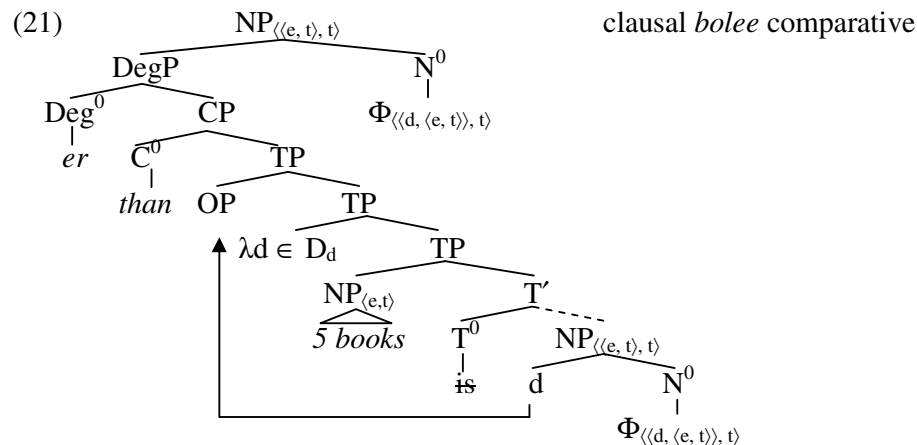 (21) NP⟨⟨e, t⟩, t⟩ clausal bolee comparative
DegP N⁰
Deg⁰ CP Φ⟨⟨d, ⟨e, t⟩⟩, t⟩
er C⁰ TP
than OP TP
λd ∈ D_d TP
NP⟨e,t⟩ T′
5 books T⁰ NP⟨⟨e, t⟩, t⟩
is d N⁰
Φ⟨⟨d, ⟨e, t⟩⟩, t⟩